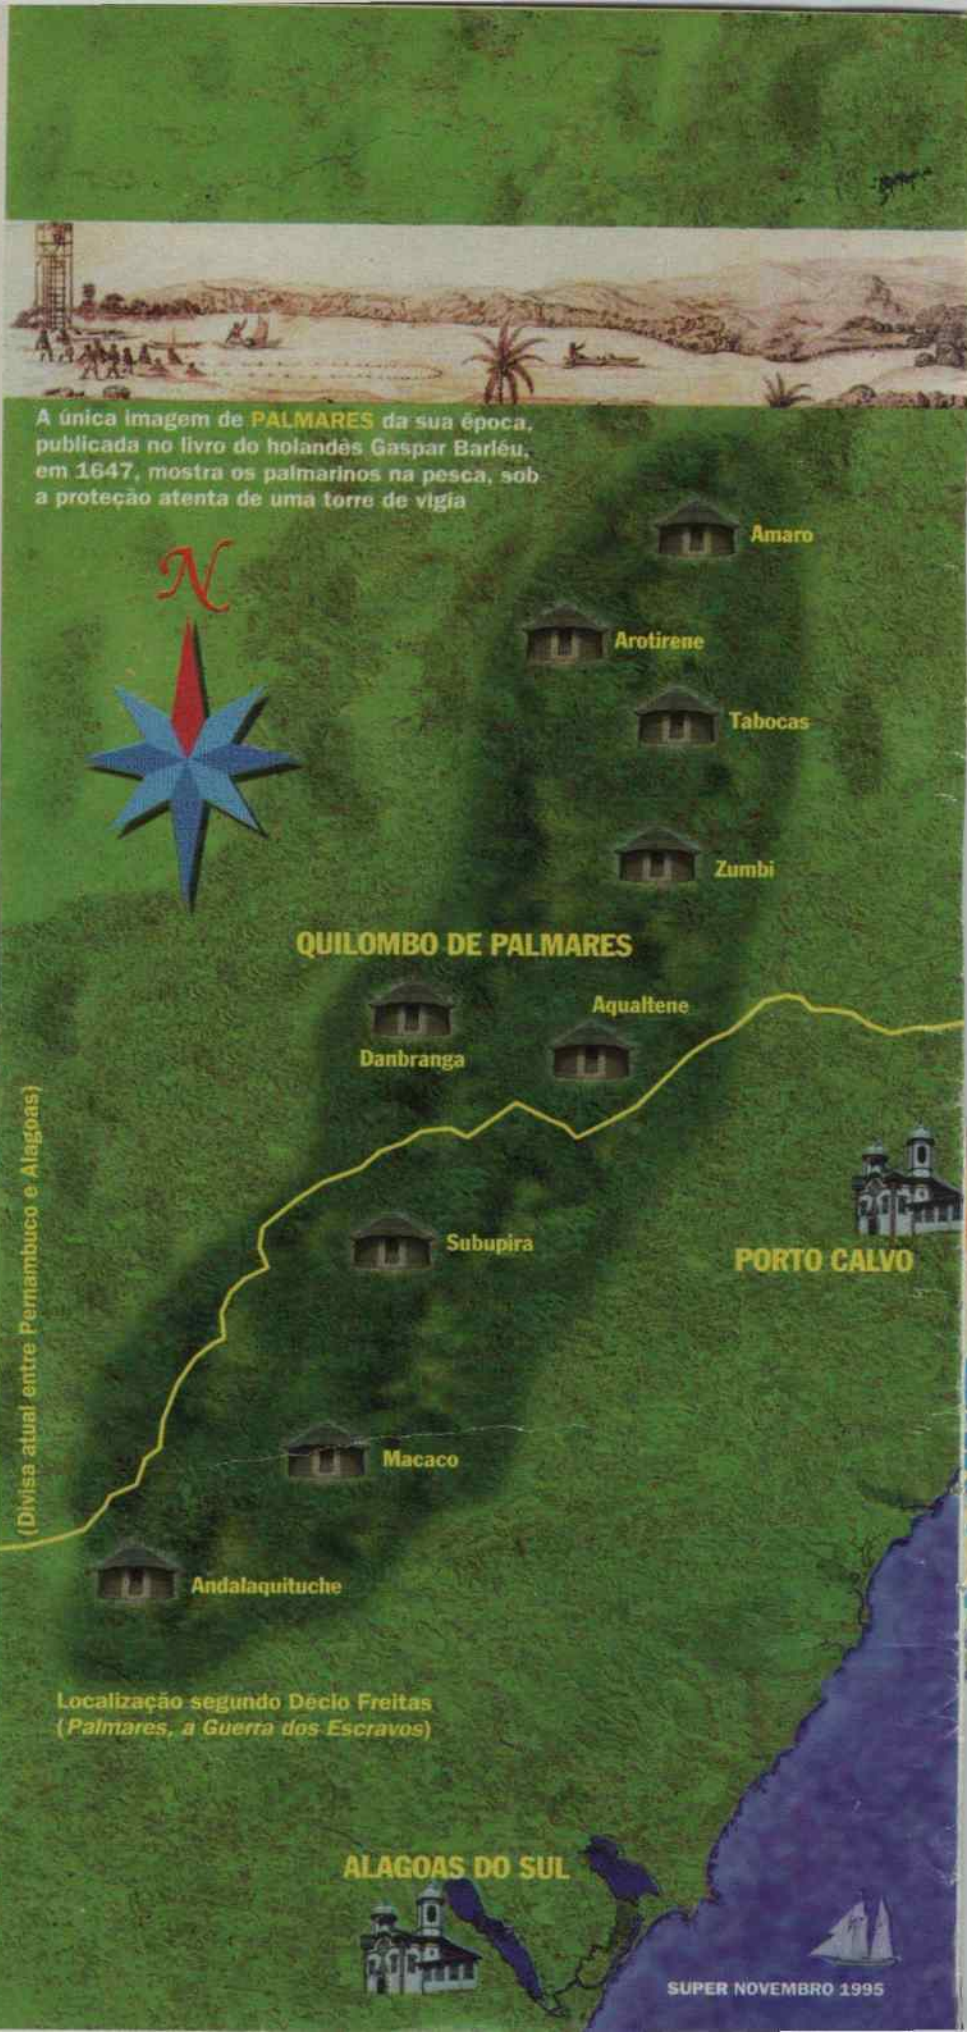 A única imagem de PALMARES da sua época,
publicada no livro do holandês Gaspar Barléu,
em 1647, mostra os palmarinos na pesca, sob
a proteção atenta de uma torre de vigia
N
Amaro
Arotirene
Tabocas
Zumbi
QUILOMBO DE PALMARES
Aqualtene
Danbranga
(Divisa atual entre Pernambuco e Alagoas)
Subupira
PORTO CALVO
Macaco
Andalaquituche
Localização segundo Décio Freitas
(Palmares, a Guerra dos Escravos)
ALAGOAS DO SUL
SUPER NOVEMBRO 1995